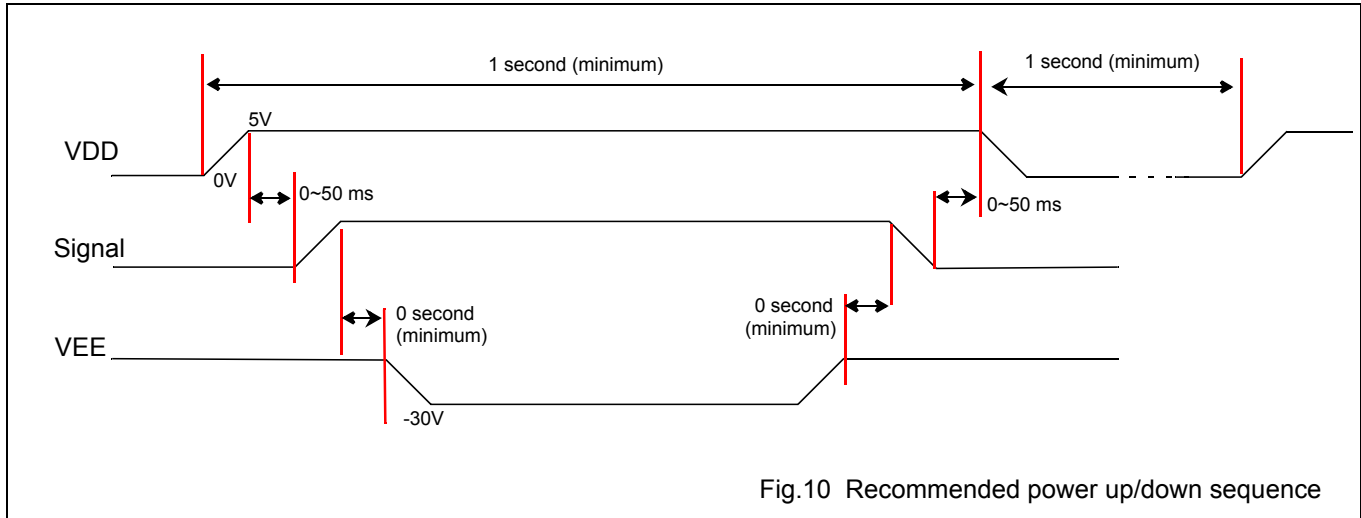 1 second (minimum)
1 second (minimum)
5V
VDD
0V
0~50 ms
0~50 ms
Signal
0 second
(minimum)
0 second
(minimum)
VEE
-30V
Fig.10 Recommended power up/down sequence